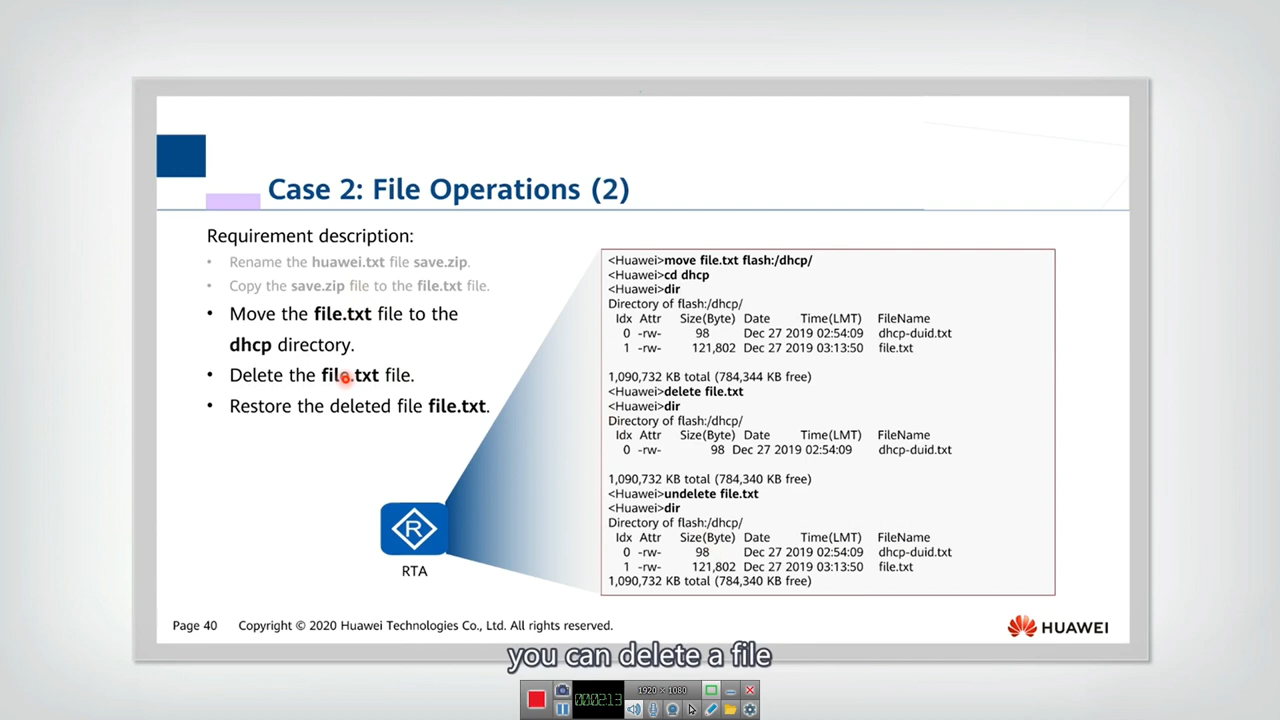 Case 2: File Operations (2)
Requirement description:
• Rename the huawei.txt file save.zip.
• Copy the save.zip file to the file.txt file.
• Move the file.txt file to the
dhcp directory.
• Delete the file.txt file.
• Restore the deleted file file.txt.
RTA
<Huawei>move file.txt flash:/dhcp/
<Huawei>cd dhcp
<Huawei>dir
Directory of flash:/dhcp/
Idx Attr Size(Byte) Date Time(LMT) FileName
0 -rw- 98 Dec 27 2019 02:54:09 dhcp-duid.txt
1 -rw- 121,802 Dec 27 2019 03:13:50 file.txt
1,090,732 KB total (784,344 KB free)
<Huawei>delete file.txt
<Huawei>dir
Directory of flash:/dhcp/
Idx Attr Size(Byte) Date Time(LMT) FileName
0 -rw- 98 Dec 27 2019 02:54:09 dhcp-duid.txt
1,090,732 KB total (784,340 KB free)
<Huawei>undelete file.txt
<Huawei>dir
Directory of flash:/dhcp/
Idx Attr Size(Byte) Date Time(LMT) FileName
0 -rw- 98 Dec 27 2019 02:54:09 dhcp-duid.txt
1 -rw- 121,802 Dec 27 2019 03:13:50 file.txt
1,090,732 KB total (784,340 KB free)
Page 40 Copyright © 2020 Huawei Technologies Co., Ltd. All rights reserved.
HUAWEI
you can delete a file
000:02:13
1920 × 1080